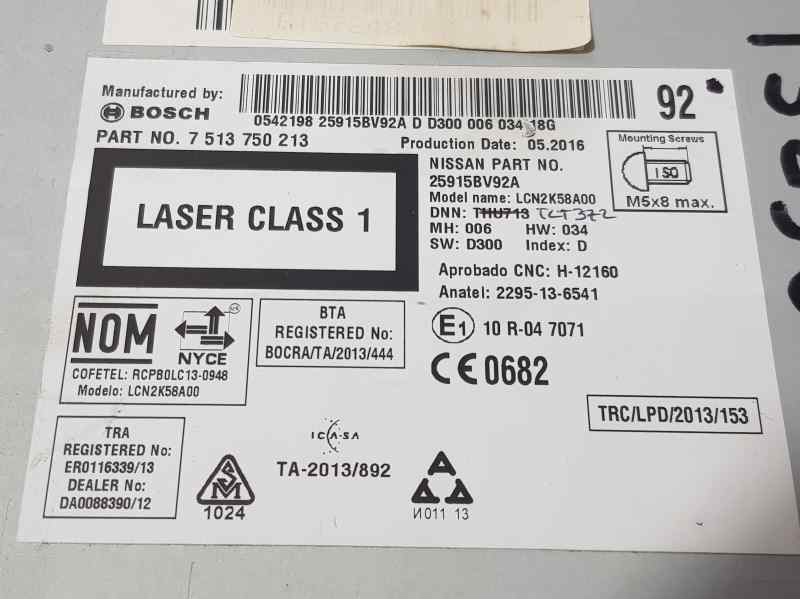 Manufactured by:
BOSCH
0542198 25915BV92A D D300 006 034 18G
92
PART NO. 7 513 750 213
Production Date: 05.2016
NISSAN PART NO.
25915BV92A
Model name: LCN2K58A00
DNN: THU713 TCT372
MH: 006 HW: 034
SW: D300 Index: D
Mounting Screws
ISO
M5x8 max.
LASER CLASS 1
Aprobado CNC: H-12160
Anatel: 2295-13-6541
E1 10 R-04 7071
CE0682
NOM
NYCE
COFETEL: RCPBOLC13-0948
Modelo: LCN2K58A00
BTA
REGISTERED No:
BOCRA/TA/2013/444
TRC/LPD/2013/153
TRA
REGISTERED No:
ER0116339/13
DEALER No:
DA0088390/12
SM
1024
ICASA
TA-2013/892
И011 13